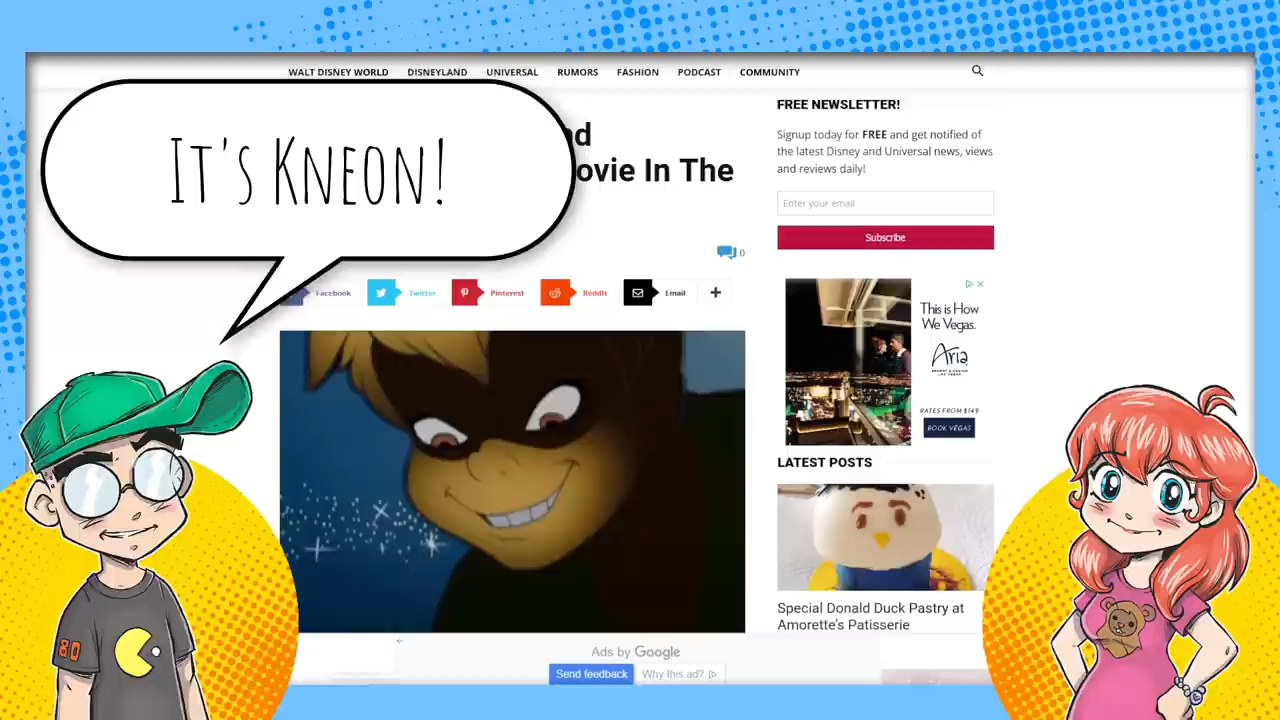 WALT DISNEY WORLD DISNEYLAND UNIVERSAL RUMORS FASHION PODCAST COMMUNITY
It's Kneon!
ovie In The
0
Facebook Twitter Pinterest ReddIt Email +
FREE NEWSLETTER!
Signup today for FREE and get notified of
the latest Disney and Universal news, views
and reviews daily!
Enter your email
Subscribe
This is How
We Vegas.
Aria
RATES FROM $149
BOOK VEGAS
LATEST POSTS
Special Donald Duck Pastry at
Amorette's Patisserie
Ads by Google
Send feedback Why this ad?
80